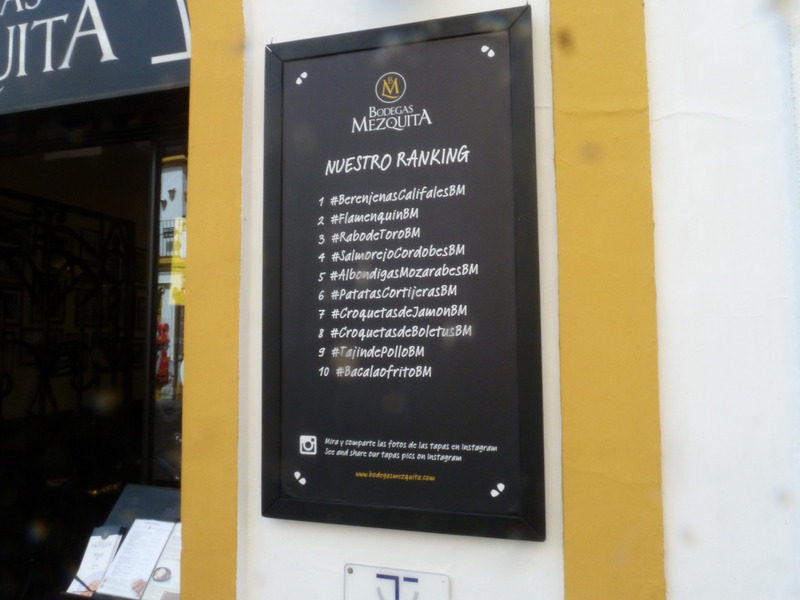 UITA
BM
BODEGAS
MEZQUITA
NUESTRO RANKING
1 #BerenjenasCalifalesBM
2 #FlamenquinBM
3 #RabodeToroBM
4 #SalmorejoCordobesBM
5 #AlbondigasMozarabesBM
6 #PatatasCortijerasBM
7 #CroquetasdeJamonBM
8 #CroquetasdeBoletusBM
9 #TajindePolloBM
10 #BacalaofritoBM
Mira y comparte las fotos de las tapas en Instagram
See and share our tapas pics on Instagram
www.bodegasmezquita.com